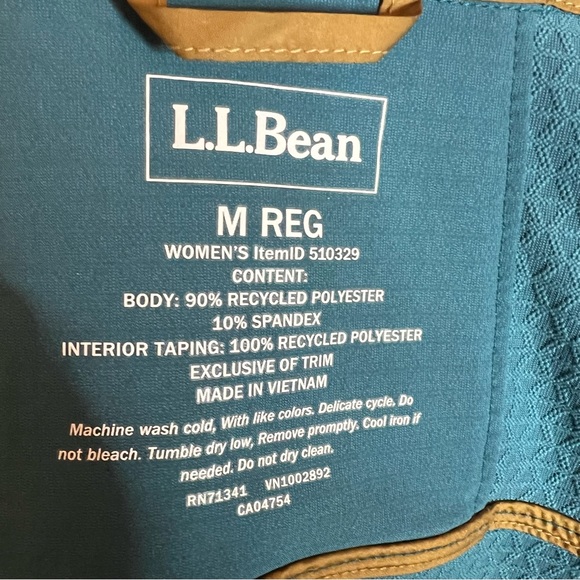 L.L.Bean
M REG
WOMEN'S ItemID 510329
CONTENT:
BODY: 90% RECYCLED POLYESTER
10% SPANDEX
INTERIOR TAPING: 100% RECYCLED POLYESTER
EXCLUSIVE OF TRIM
MADE IN VIETNAM
Machine wash cold, With like colors. Delicate cycle. Do
not bleach. Tumble dry low, Remove promptly. Cool iron if
needed. Do not dry clean.
RN71341 VN1002892
CA04754